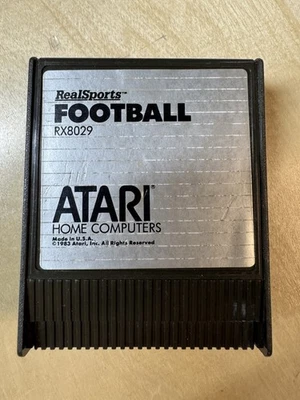 RealSports™
FOOTBALL
RX8029
ATARI®
HOME COMPUTERS
Made in U.S.A.
©1983 Atari, Inc. All Rights Reserved